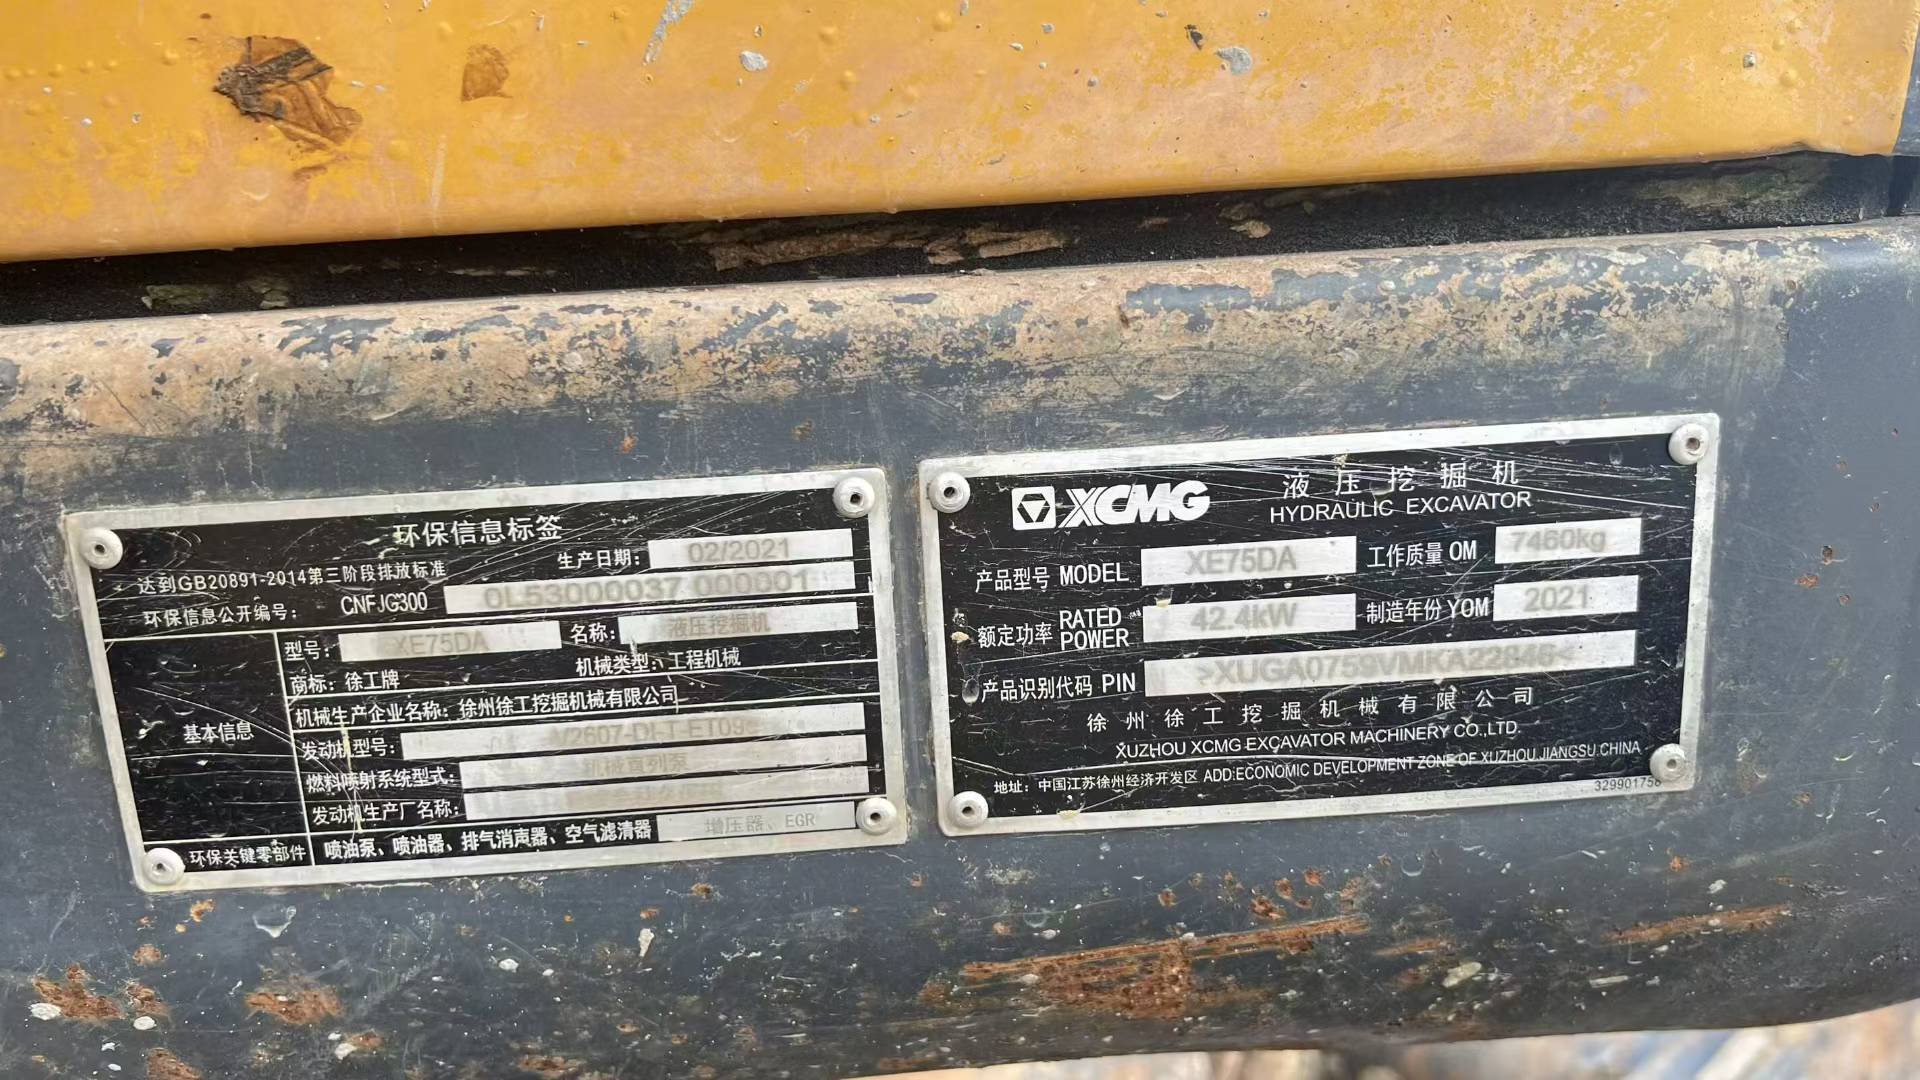 环保信息标签
达到GB20891-2014第三阶段排放标准
生产日期: 02/2021
环保信息公开编号: CNFJG300 0L53000037 000001
基本信息
型号: XE75DA 名称: 液压挖掘机
商标: 徐工牌 机械类型: 工程机械
机械生产企业名称: 徐州徐工挖掘机械有限公司
发动机型号: V2607-DI-T-ET09
燃料喷射系统型式: 机械直列泵
发动机生产厂名称:
环保关键零部件 喷油泵、喷油器、排气消声器、空气滤清器 增压器、EGR
XCMG 液压挖掘机
HYDRAULIC EXCAVATOR
产品型号 MODEL XE75DA 工作质量 OM 7460kg
额定功率 RATED POWER 42.4kW 制造年份 YOM 2021
产品识别代码 PIN >XUGA0759VMKA22846<
徐州徐工挖掘机械有限公司
XUZHOU XCMG EXCAVATOR MACHINERY CO.,LTD.
地址: 中国江苏徐州经济开发区 ADD:ECONOMIC DEVELOPMENT ZONE OF XUZHOU.JIANGSU.CHINA
329901756